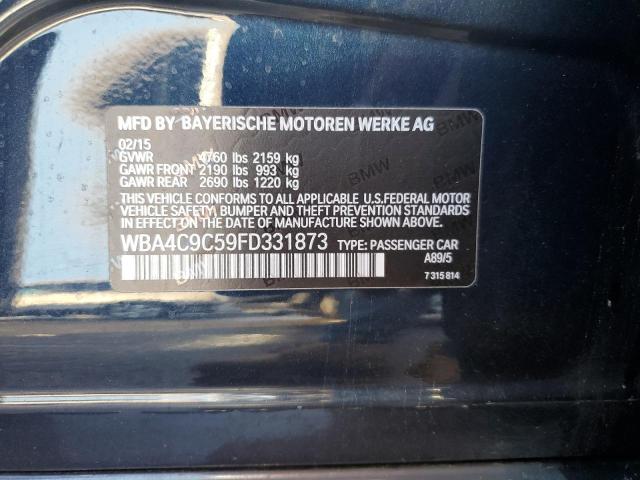 MFD BY BAYERISCHE MOTOREN WERKE AG
02/15
GVWR 4760 lbs 2159 kg
GAWR FRONT 2190 lbs 993 kg
GAWR REAR 2690 lbs 1220 kg
THIS VEHICLE CONFORMS TO ALL APPLICABLE U.S.FEDERAL MOTOR
VEHICLE SAFETY, BUMPER AND THEFT PREVENTION STANDARDS
IN EFFECT ON THE DATE OF MANUFACTURE SHOWN ABOVE.
WBA4C9C59FD331873 TYPE: PASSENGER CAR
A89/5
7 315 814